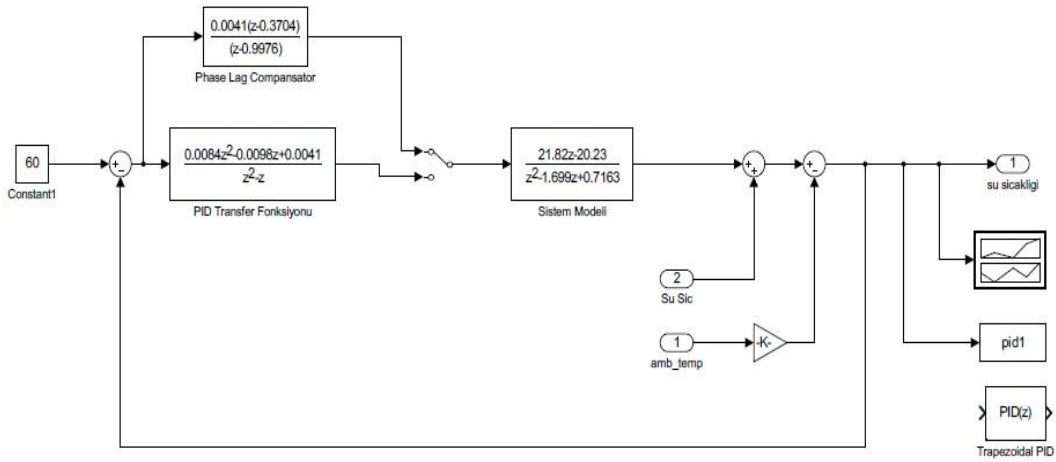 0.0041(z-0.3704)
(z-0.9976)
Phase Lag Compansator
60
Constant1
+
-
0.0084z2-0.0098z+0.0041
z2-z
PID Transfer Fonksiyonu
21.82z-20.23
z2-1.699z+0.7163
Sistem Modeli
+
+
+
-
1
su sicakligi
2
Su Sic
1
amb_temp
-K-
pid1
PID(z)
Trapezoidal PID